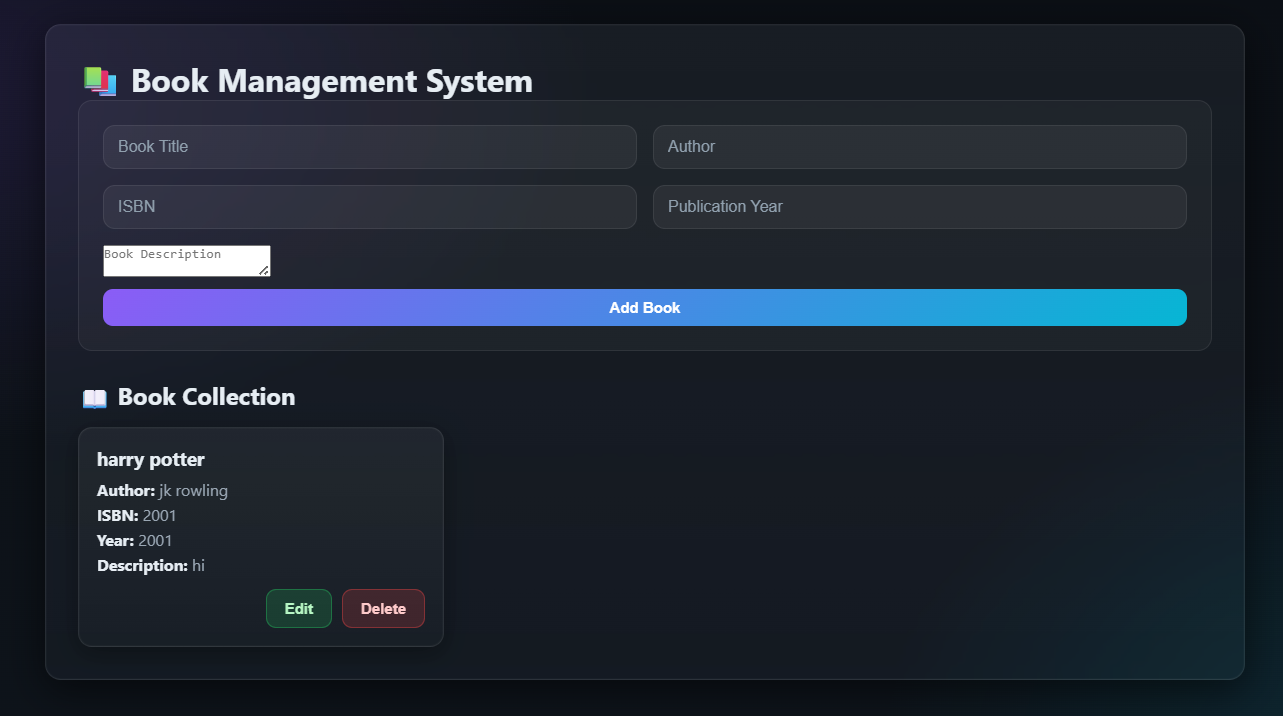 Book Management System
Book Title
Author
ISBN
Publication Year
Book Description
Add Book
Book Collection
harry potter
Author: jk rowling
ISBN: 2001
Year: 2001
Description: hi
Edit
Delete